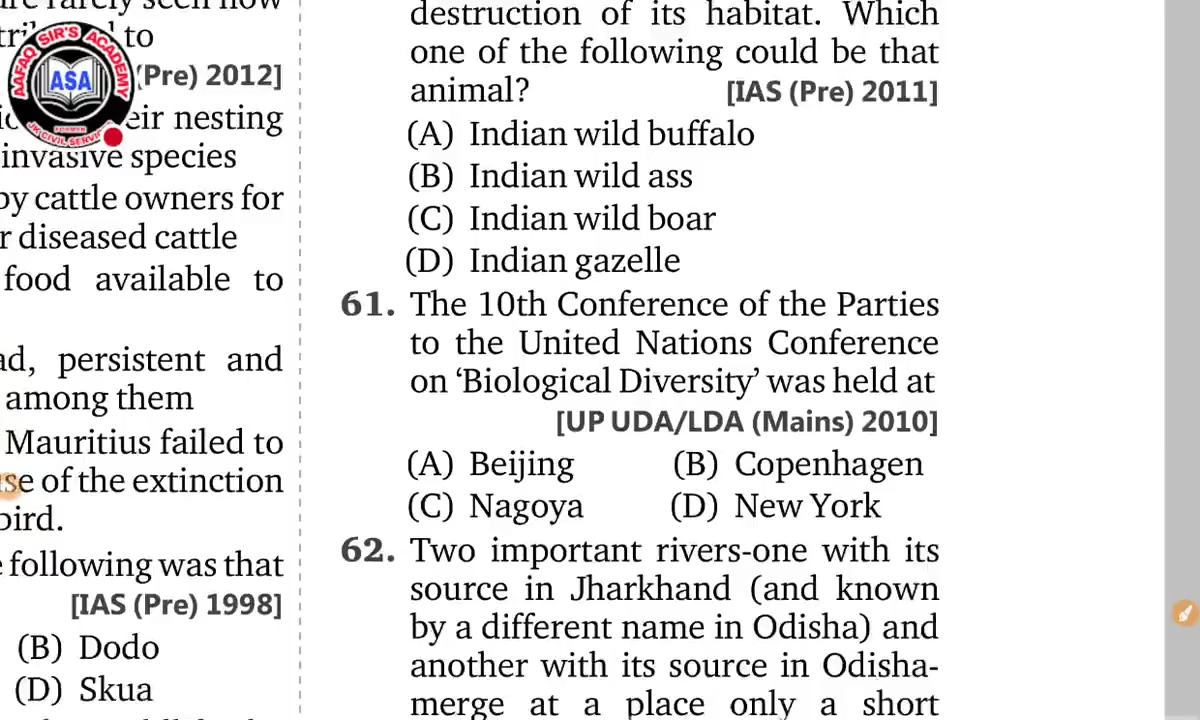 tri to
(Pre) 2012]
eir nesting
invasive species
by cattle owners for
r diseased cattle
food available to
ad, persistent and
among them
Mauritius failed to
se of the extinction
bird.
following was that
[IAS (Pre) 1998]
(B) Dodo
(D) Skua
AAFAQ SIR'S ACADEMY
ASA
destruction of its habitat. Which
one of the following could be that
animal? [IAS (Pre) 2011]
(A) Indian wild buffalo
(B) Indian wild ass
(C) Indian wild boar
(D) Indian gazelle
61. The 10th Conference of the Parties
to the United Nations Conference
on ‘Biological Diversity’ was held at
[UP UDA/LDA (Mains) 2010]
(A) Beijing (B) Copenhagen
(C) Nagoya (D) New York
62. Two important rivers-one with its
source in Jharkhand (and known
by a different name in Odisha) and
another with its source in Odisha-
merge at a place only a short